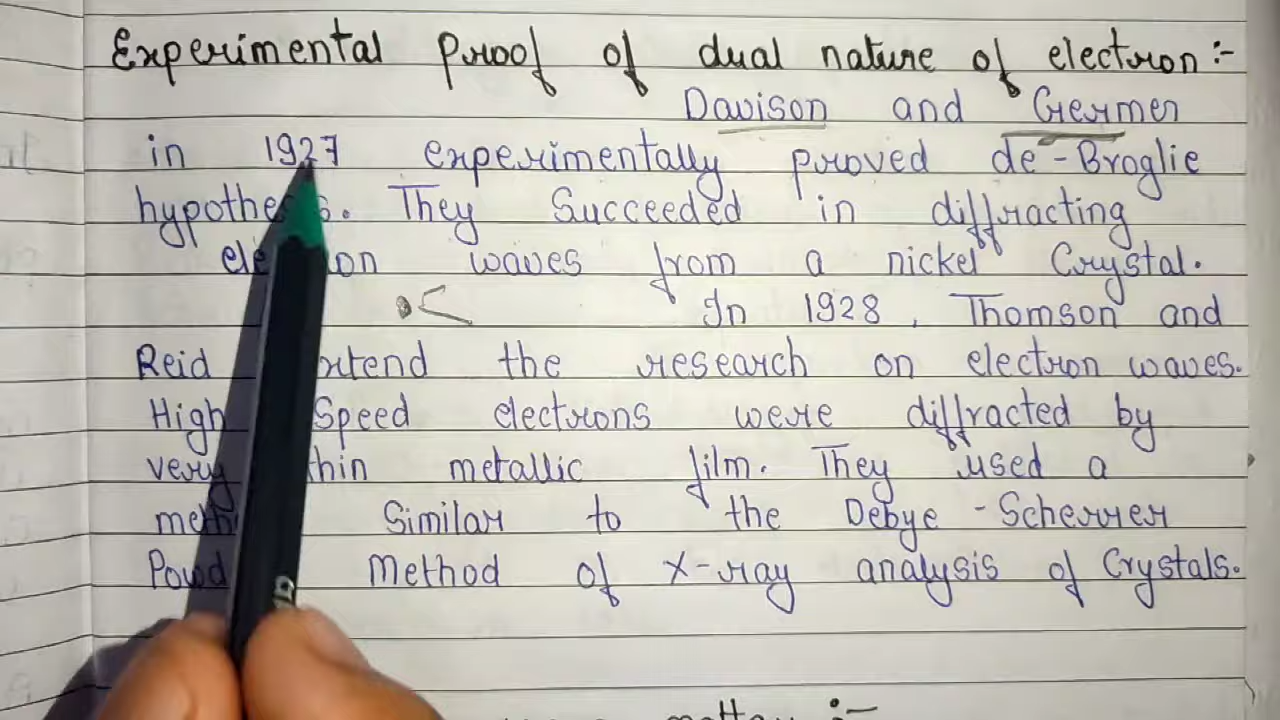 Experimental Proof of dual nature of electron :-
Davison and Germer
in 1927 experimentally proved de-Broglie
They Succeeded in diffracting
waves from a nickel Crystal.
In 1928, Thomson and
Reid the research on electron waves.
High Speed electrons were diffracted by
very thin metallic film. They used a
Similar to the Debye-Scherrer
Method of X-ray analysis of Crystals.